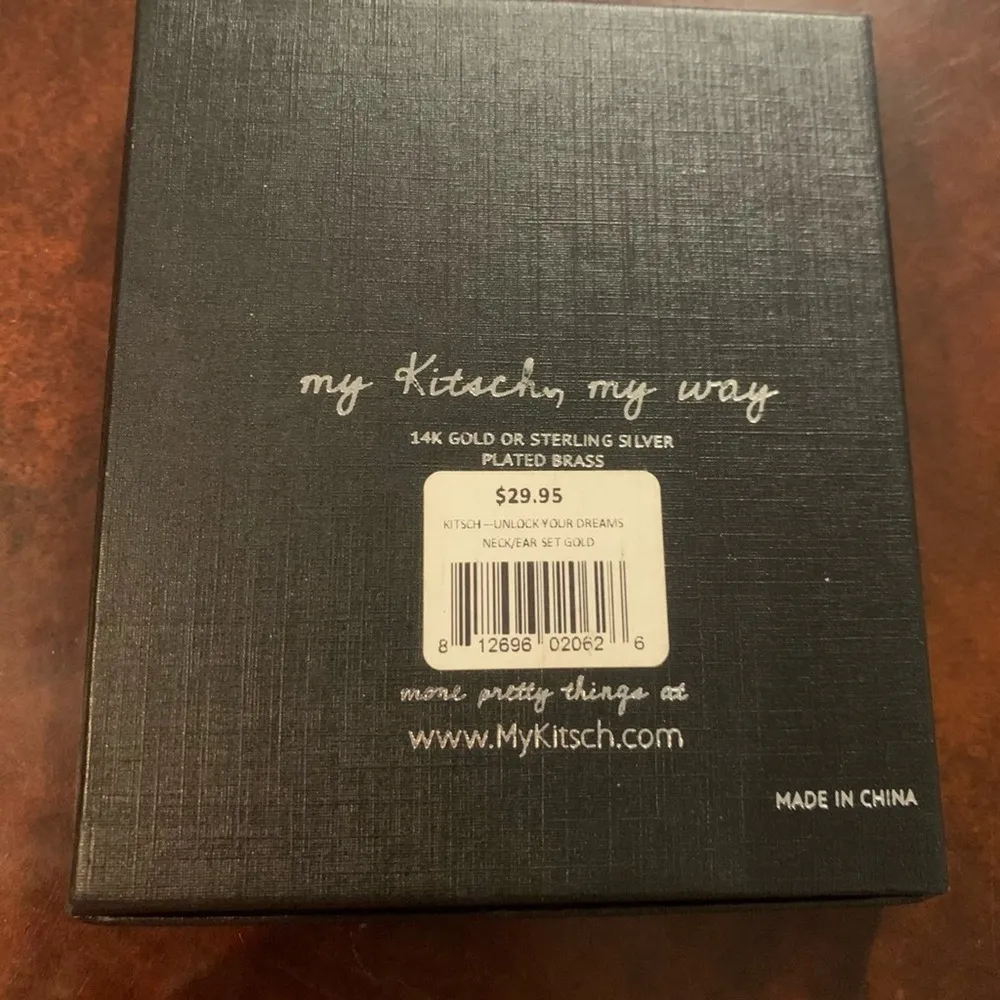 my Kitsch, my way
14K GOLD OR STERLING SILVER
PLATED BRASS
$29.95
KITSCH—UNLOCK YOUR DREAMS
NECK/EAR SET GOLD
8 12696 02062 6
more pretty things at
www.MyKitsch.com
MADE IN CHINA